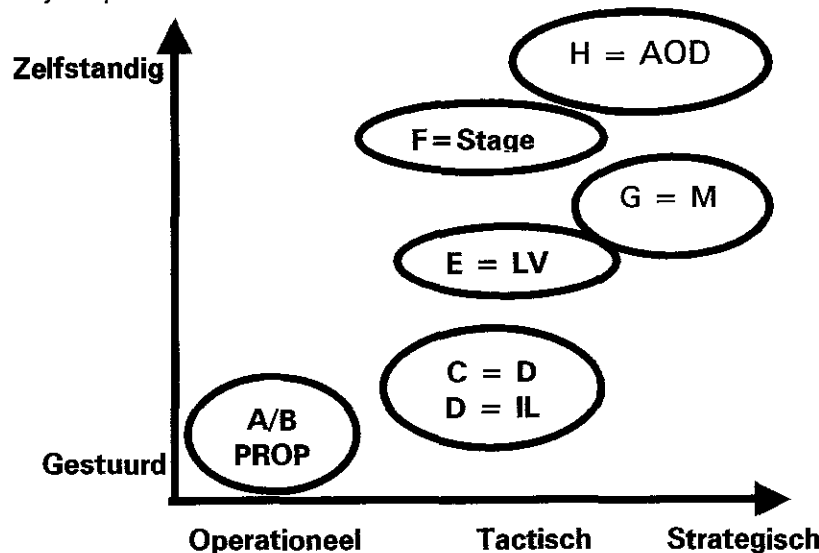 H = AOD
Zelfstandig
F = Stage
G = M
E = LV
C = D
D = IL
A/B
PROP
Gestuurd
Operationeel Tactisch Strategisch